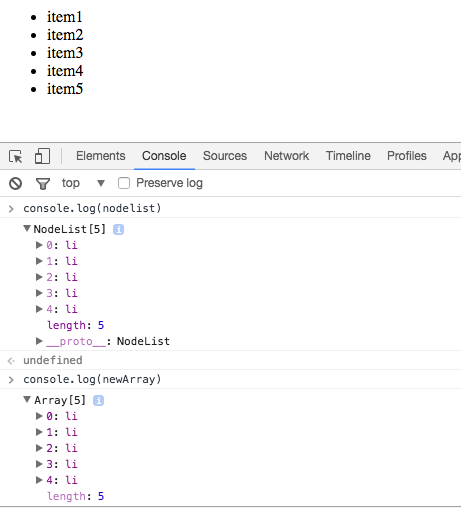 • item1
• item2
• item3
• item4
• item5
Elements Console Sources Network Timeline Profiles App
top ▼ Preserve log
> console.log(nodelist)
▼NodeList[5] i
▶0: li
▶1: li
▶2: li
▶3: li
▶4: li
length: 5
▶__proto__: NodeList
<· undefined
> console.log(newArray)
▼Array[5] i
▶0: li
▶1: li
▶2: li
▶3: li
▶4: li
length: 5